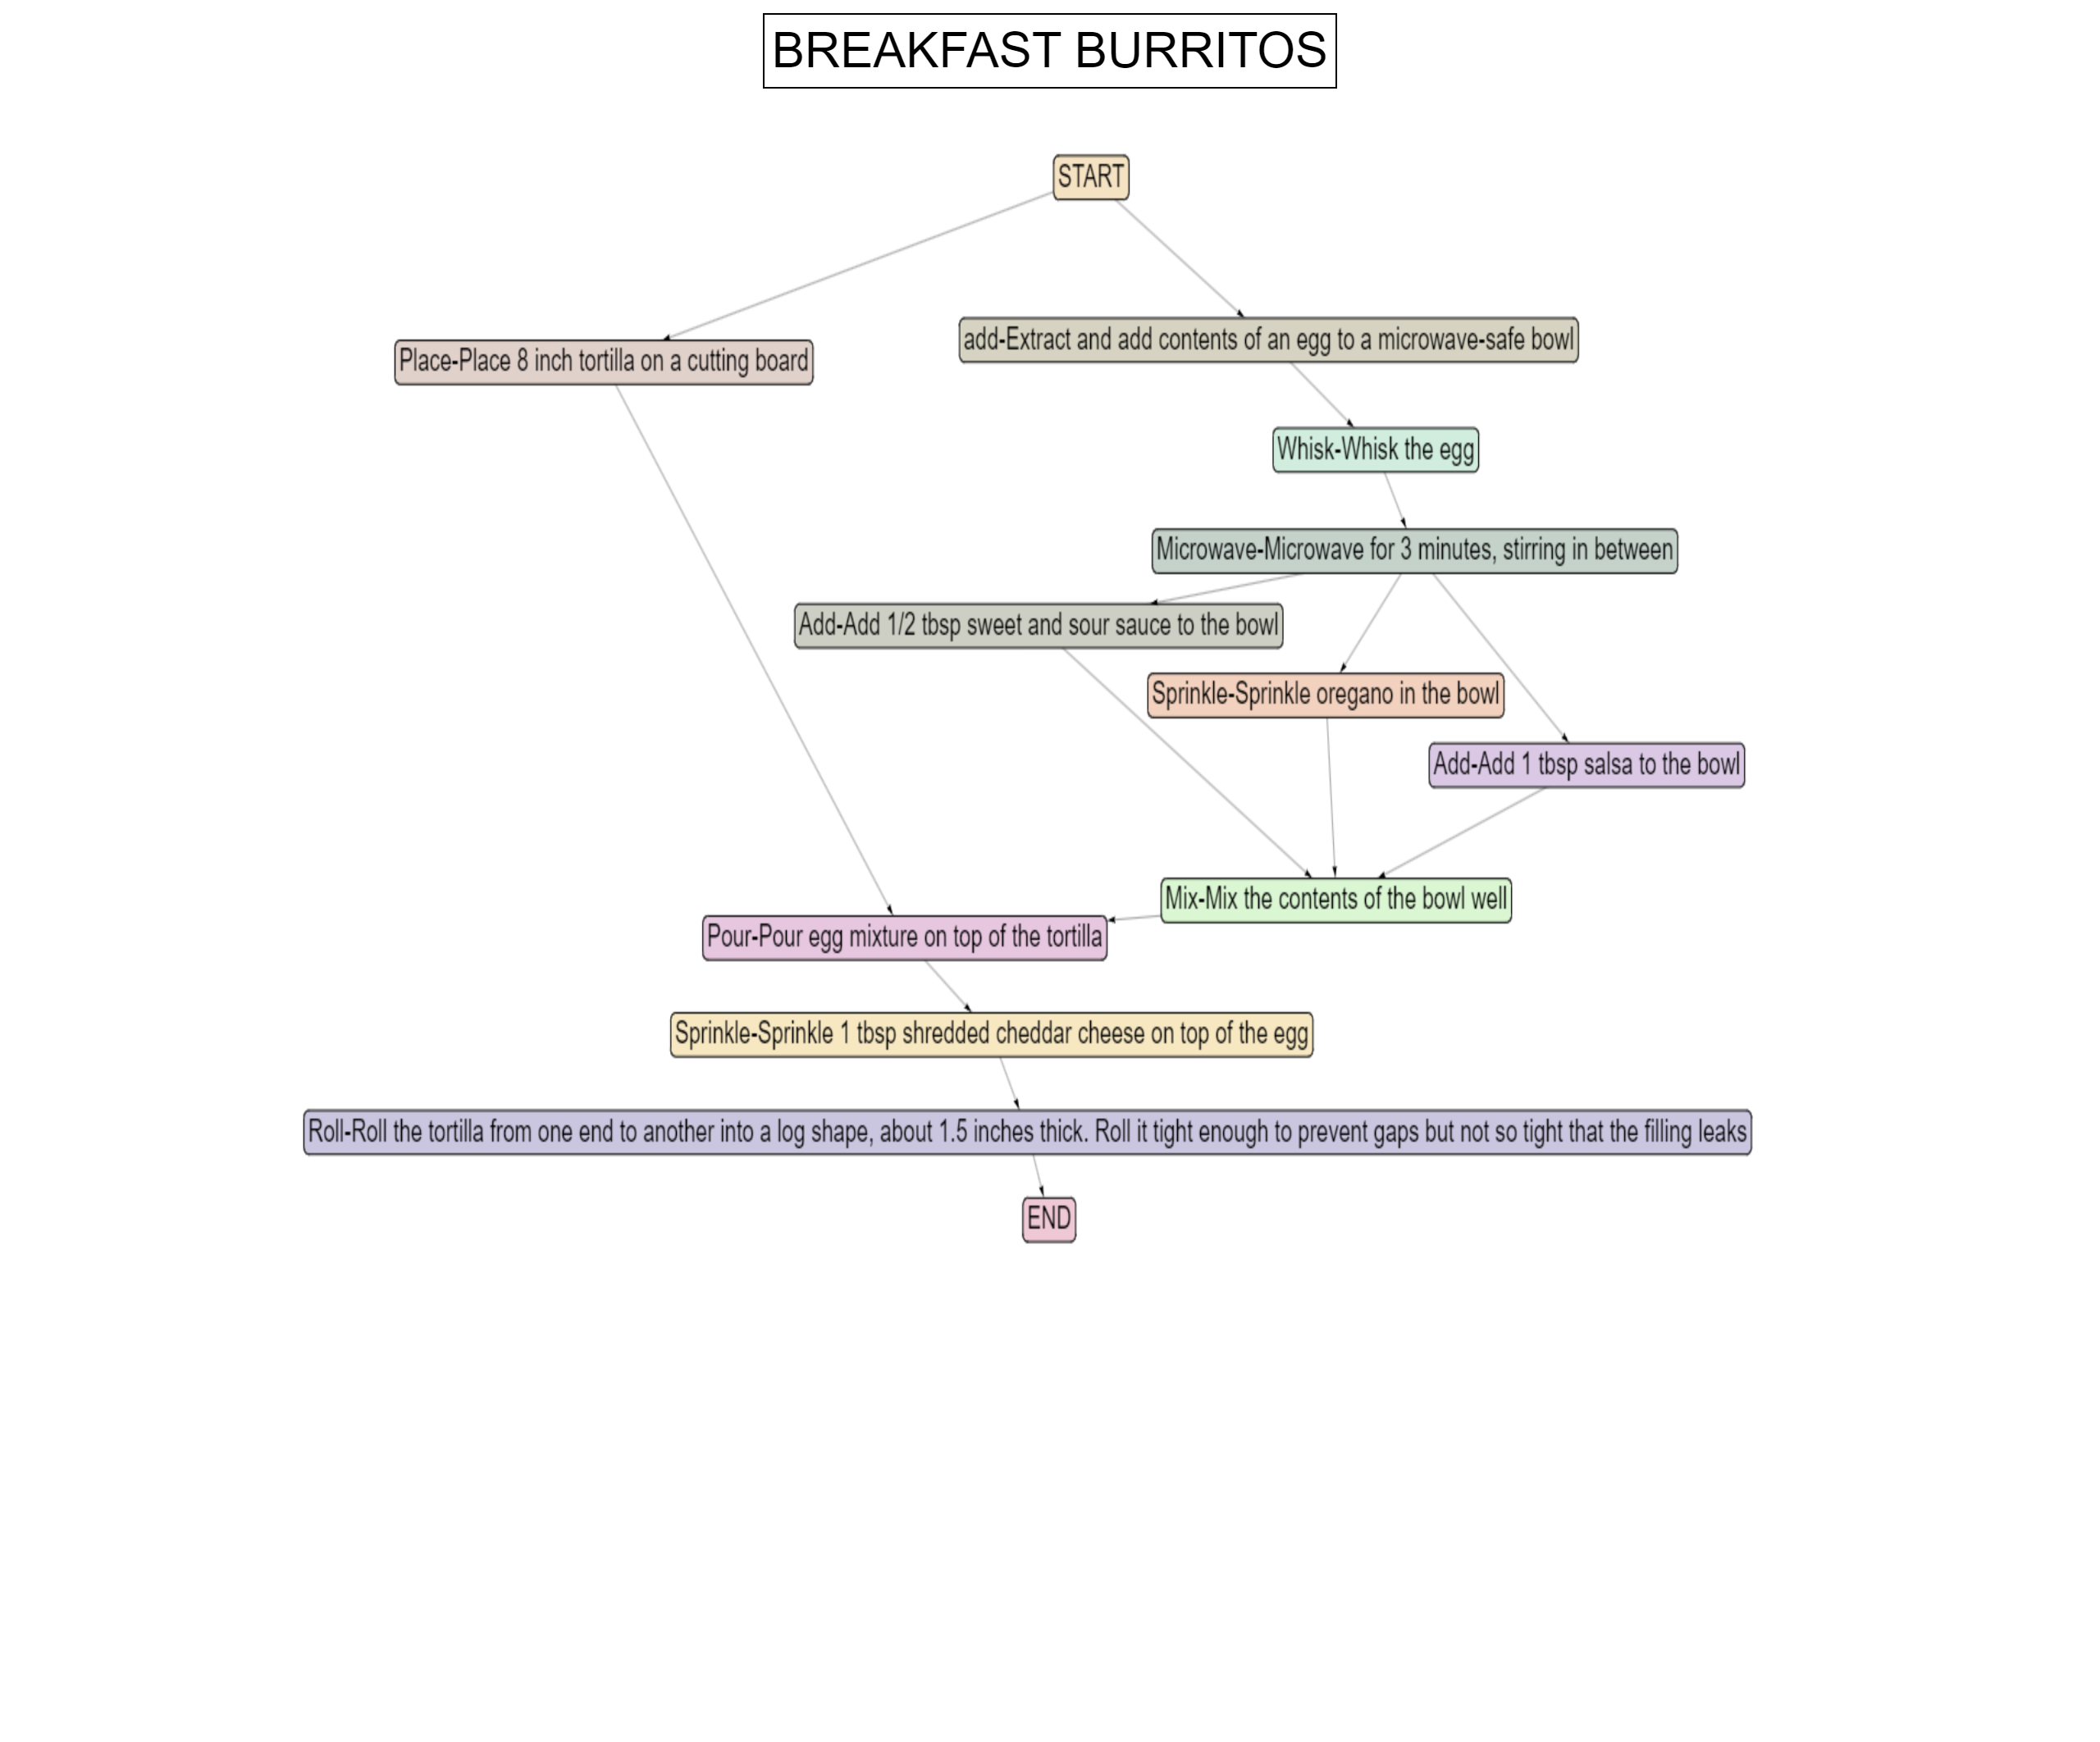 BREAKFAST BURRITOS
START
Place-Place 8 inch tortilla on a cutting board
add-Extract and add contents of an egg to a microwave-safe bowl
Whisk-Whisk the egg
Microwave-Microwave for 3 minutes, stirring in between
Add-Add 1/2 tbsp sweet and sour sauce to the bowl
Sprinkle-Sprinkle oregano in the bowl
Add-Add 1 tbsp salsa to the bowl
Mix-Mix the contents of the bowl well
Pour-Pour egg mixture on top of the tortilla
Sprinkle-Sprinkle 1 tbsp shredded cheddar cheese on top of the egg
Roll-Roll the tortilla from one end to another into a log shape, about 1.5 inches thick. Roll it tight enough to prevent gaps but not so tight that the filling leaks
END